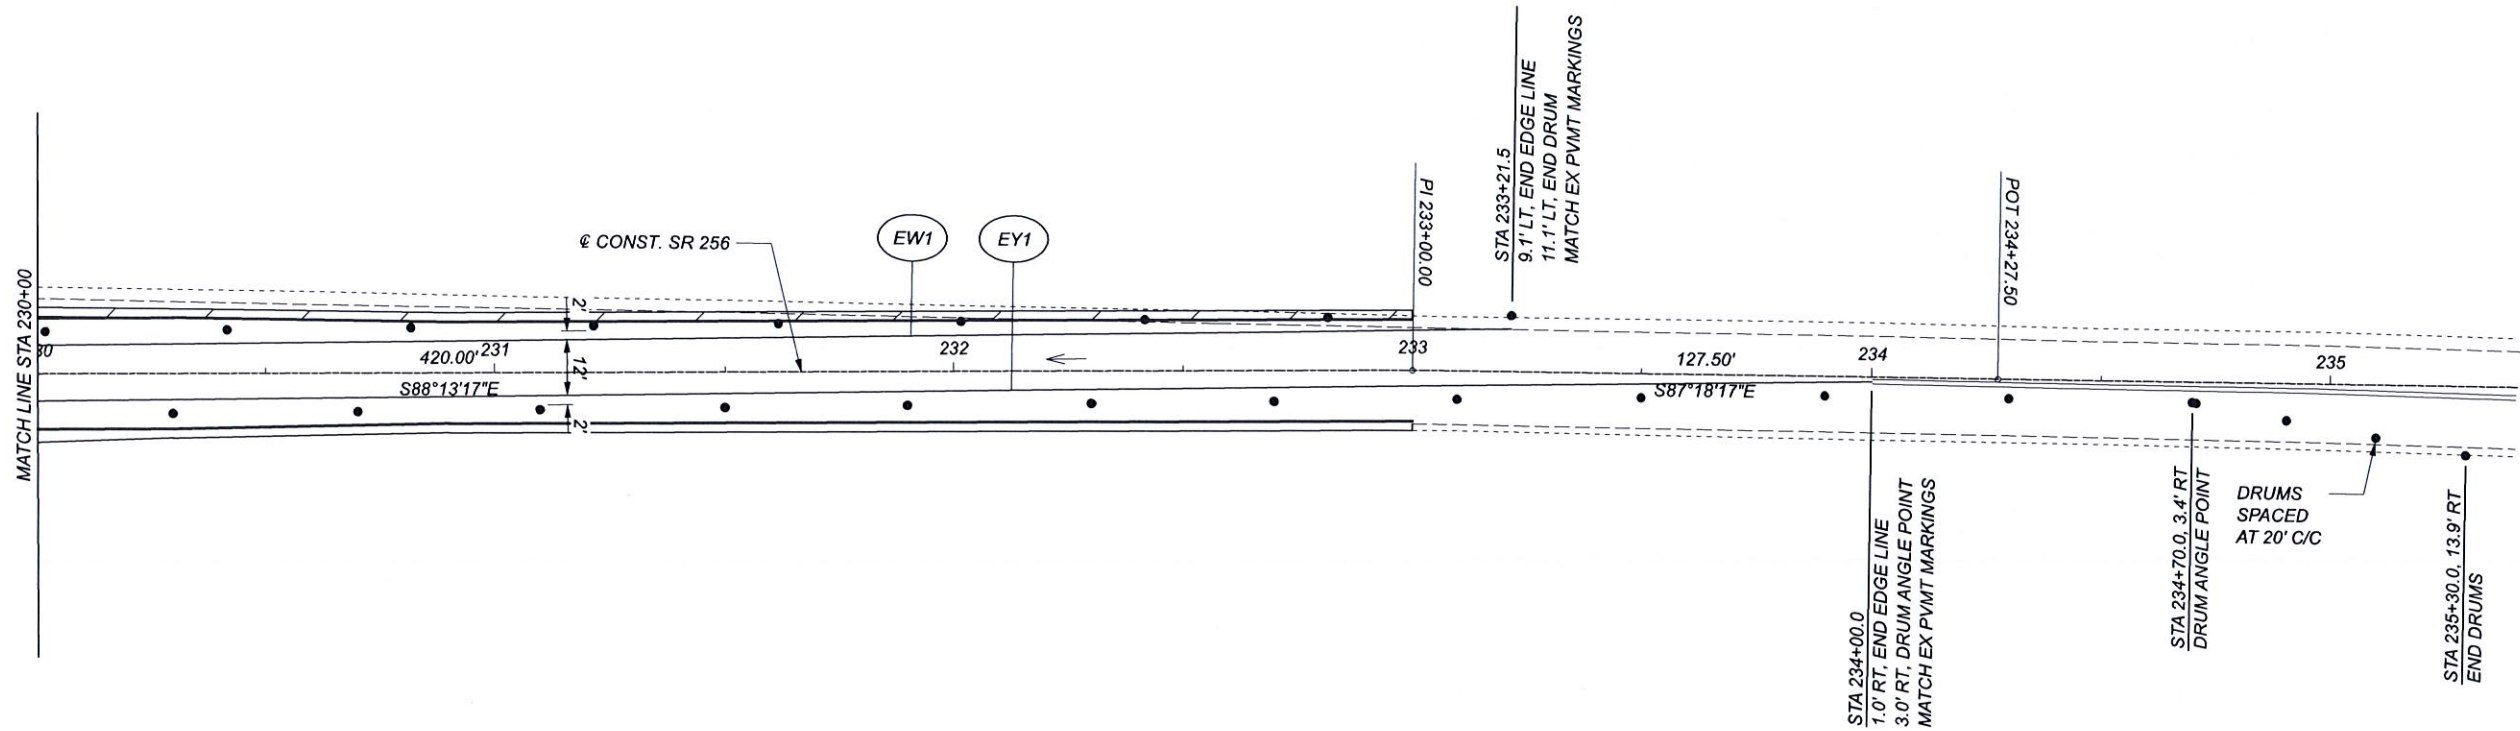 MATCH LINE STA 230+00
30
420.00'
231
S88°13'17"E
2'
12'
2'
℄ CONST. SR 256
EW1
EY1
232
233
PI 233+00.00
STA 233+21.5
9.1' LT, END EDGE LINE
11.1' LT, END DRUM
MATCH EX PVMT MARKINGS
127.50'
S87°18'17"E
234
POT 234+27.50
235
STA 234+00.0
1.0' RT, END EDGE LINE
3.0' RT, DRUM ANGLE POINT
MATCH EX PVMT MARKINGS
STA 234+70.0, 3.4' RT
DRUM ANGLE POINT
DRUMS
SPACED
AT 20' C/C
STA 235+30.0, 13.9' RT
END DRUMS